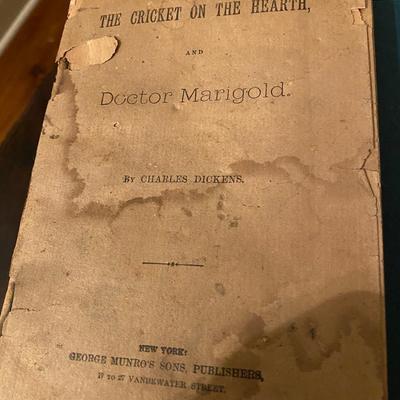 THE CRICKET ON THE HEARTH,
AND
Doctor Marigold.
BY CHARLES DICKENS.
NEW YORK:
GEORGE MUNRO'S SONS, PUBLISHERS,
17 TO 27 VANDEWATER STREET.